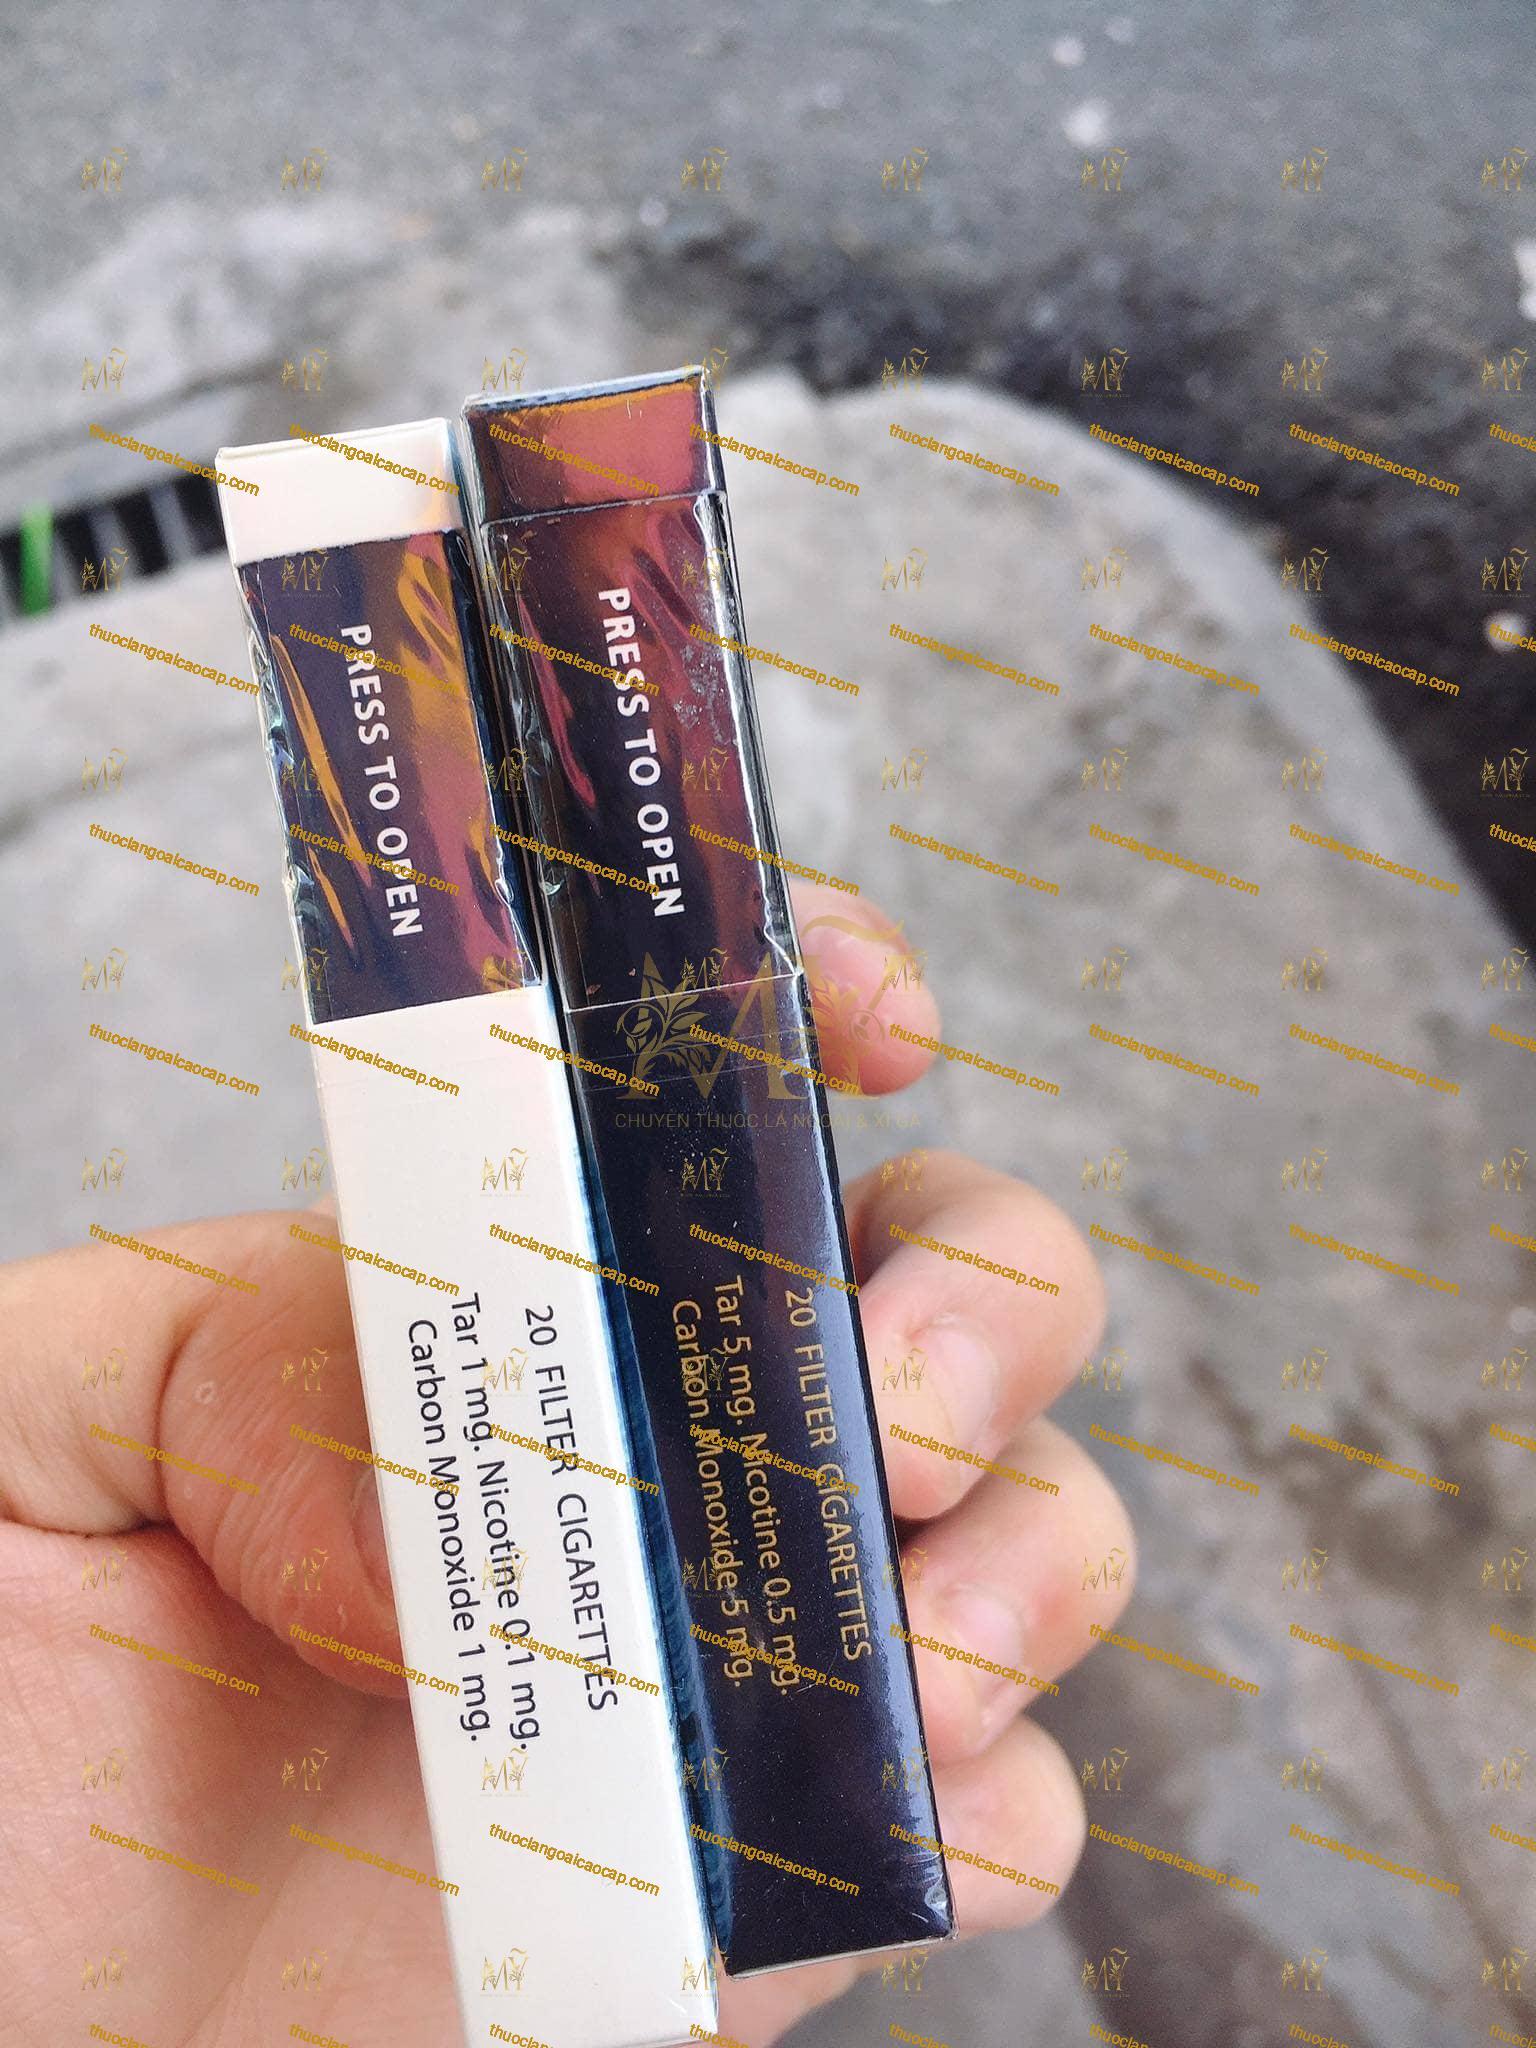 PRESS TO OPEN
20 FILTER CIGARETTES
Tar 1 mg. Nicotine 0.1 mg.
Carbon Monoxide 1 mg.
PRESS TO OPEN
20 FILTER CIGARETTES
Tar 5 mg. Nicotine 0.5 mg.
Carbon Monoxide 5 mg.
MỸ
CHUYÊN THUỐC LÁ NGOẠI & XÌ GÀ
thuoclangoaicaocap.com